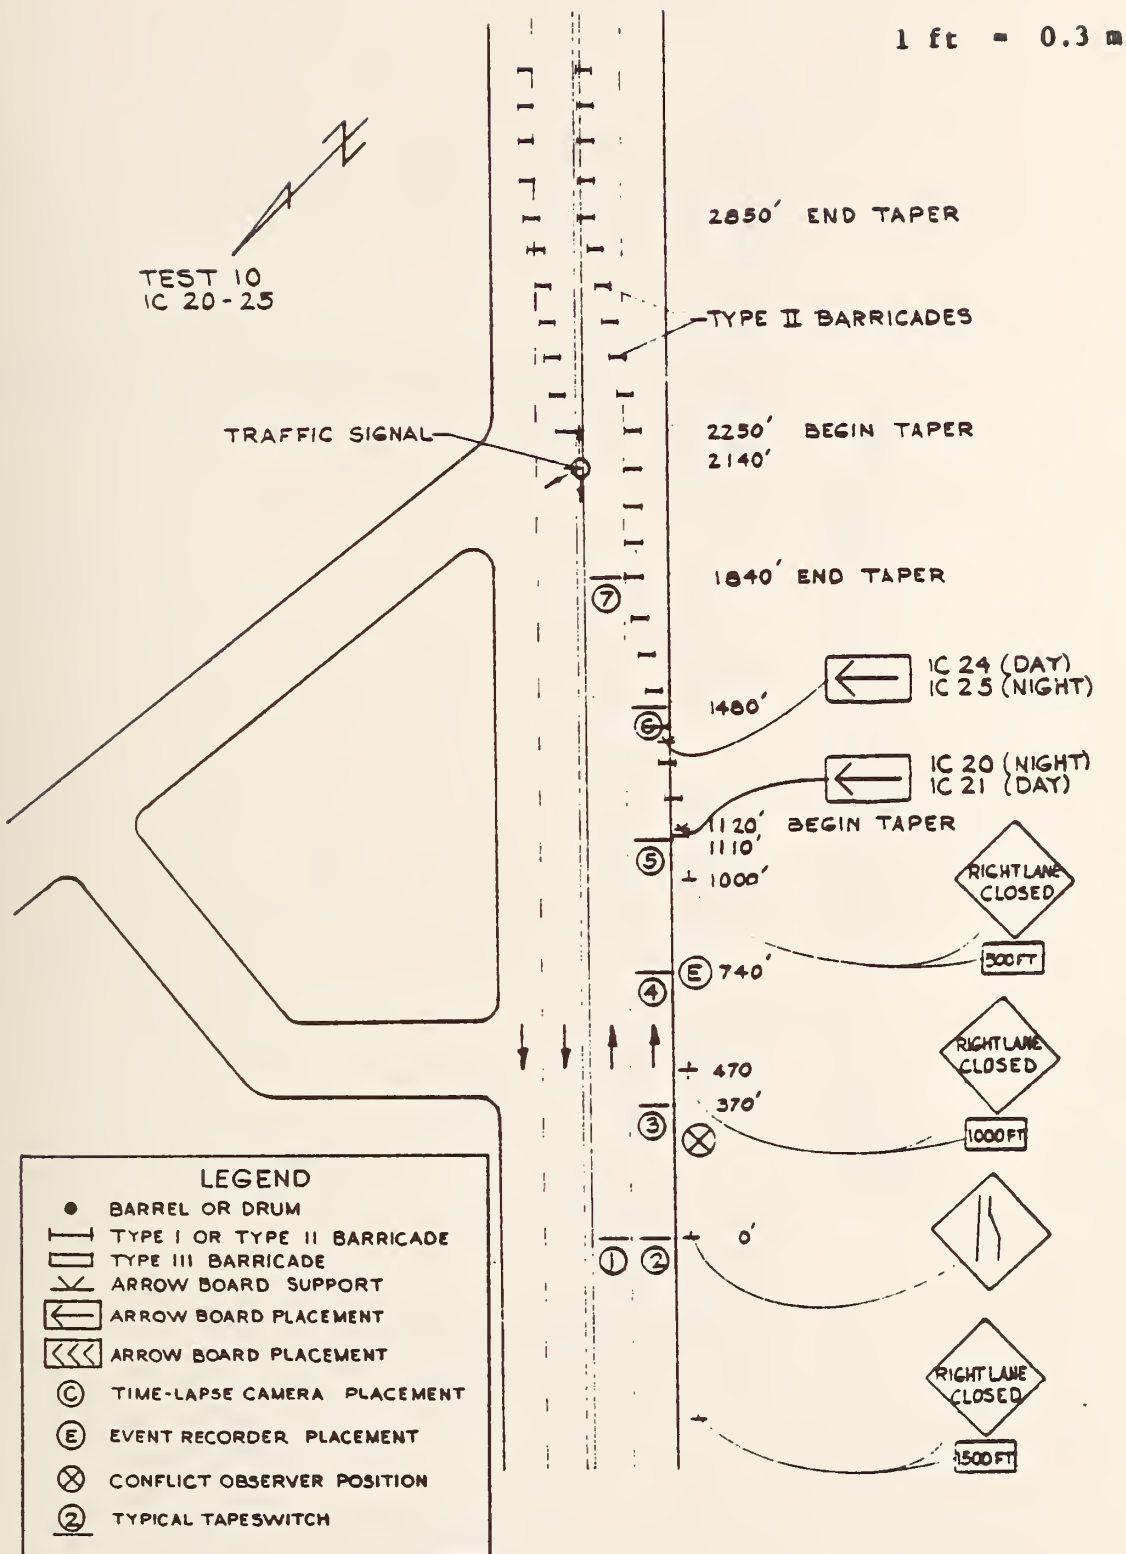 1 ft = 0.3 m
N
TEST 10
IC 20-25
2850' END TAPER
TYPE II BARRICADES
TRAFFIC SIGNAL
2250' BEGIN TAPER
2140'
1840' END TAPER
7
IC 24 (DAY)
IC 25 (NIGHT)
1480'
6
IC 20 (NIGHT)
IC 21 (DAY)
1120' BEGIN TAPER
1110'
5
1000'
RIGHT LANE
CLOSED
500 FT
E 740'
4
470
RIGHT LANE
CLOSED
370'
3
1000 FT
0'
1 2
RIGHT LANE
CLOSED
1500 FT
LEGEND
BARREL OR DRUM
TYPE I OR TYPE II BARRICADE
TYPE III BARRICADE
ARROW BOARD SUPPORT
ARROW BOARD PLACEMENT
ARROW BOARD PLACEMENT
C TIME-LAPSE CAMERA PLACEMENT
E EVENT RECORDER PLACEMENT
CONFLICT OBSERVER POSITION
2 TYPICAL TAPESWITCH